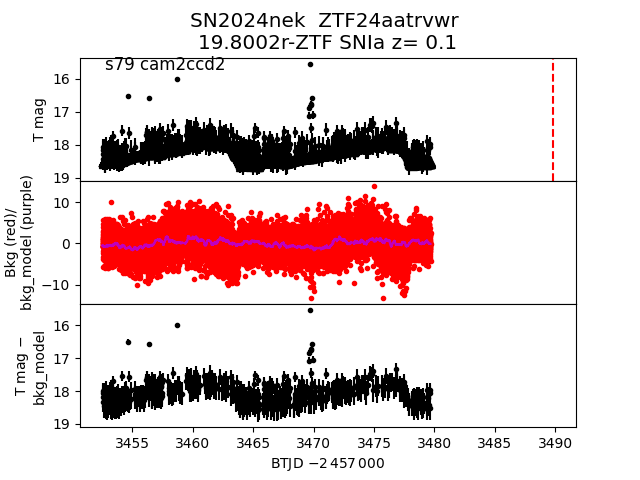 SN2024nek  ZTF24aatrvwr
19.8002r-ZTF SNIa z= 0.1
s79 cam2ccd2
T mag
16
17
18
19
Bkg (red)/
bkg_model (purple)
10
0
−10
T mag −
bkg_model
16
17
18
19
3455 3460 3465 3470 3475 3480 3485 3490
BTJD −2 457 000